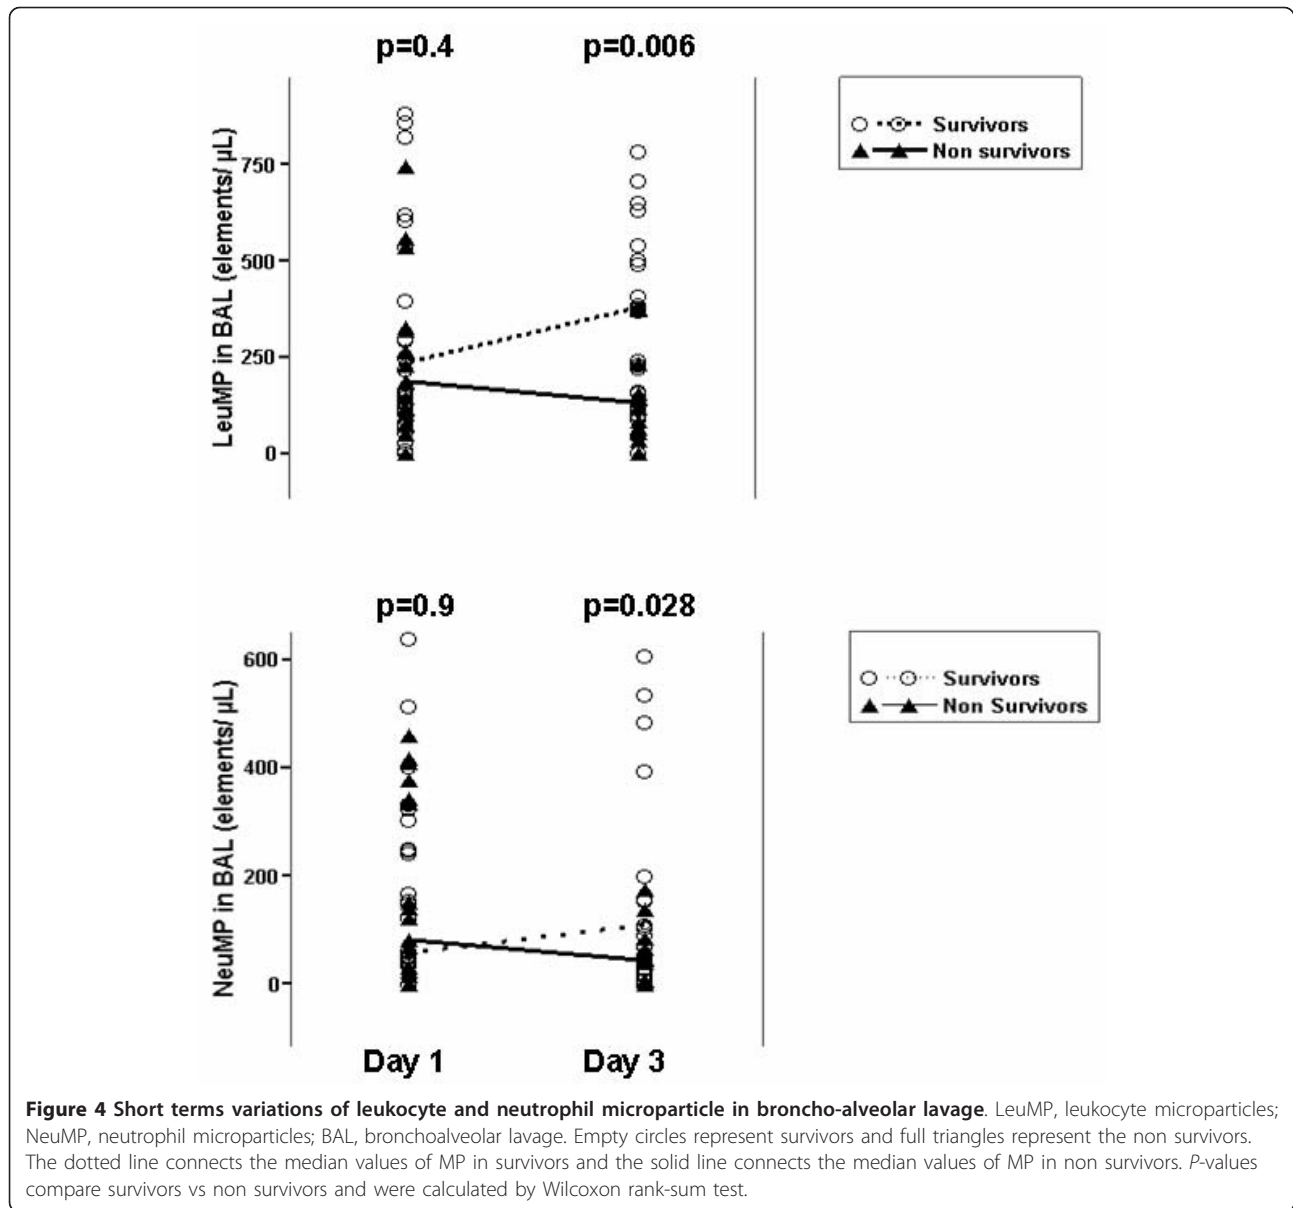 p=0.4 p=0.006
LeuMP in BAL (elements/ µL)
750
500
250
0
Survivors
Non survivors
p=0.9 p=0.028
NeuMP in BAL (elements/ µL)
600
400
200
0
Survivors
Non Survivors
Day 1 Day 3
Figure 4 Short terms variations of leukocyte and neutrophil microparticle in broncho-alveolar lavage. LeuMP, leukocyte microparticles;
NeuMP, neutrophil microparticles; BAL, bronchoalveolar lavage. Empty circles represent survivors and full triangles represent the non survivors.
The dotted line connects the median values of MP in survivors and the solid line connects the median values of MP in non survivors. P-values
compare survivors vs non survivors and were calculated by Wilcoxon rank-sum test.